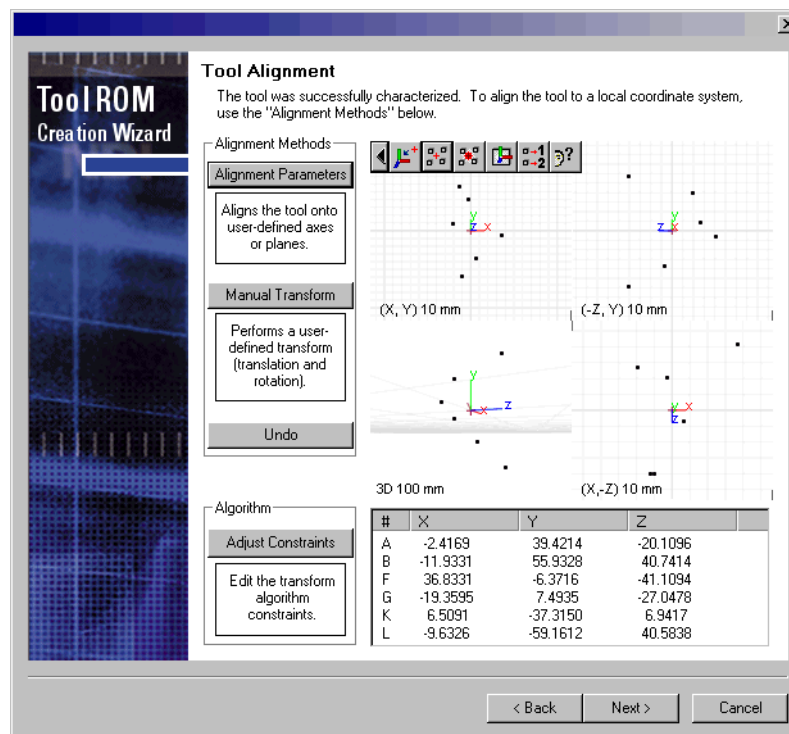 Tool ROM
Creation Wizard
Tool Alignment
The tool was successfully characterized. To align the tool to a local coordinate system,
use the "Alignment Methods" below.
Alignment Methods
Alignment Parameters
Aligns the tool onto
user-defined axes
or planes.
Manual Transform
Performs a user-
defined transform
(translation and
rotation).
Undo
Algorithm
Adjust Constraints
Edit the transform
algorithm
constraints.
1
2
?
y
z
x
(X, Y) 10 mm
y
z
x
(-Z, Y) 10 mm
y
x
z
3D 100 mm
y
x
z
(X,-Z) 10 mm
# X Y Z
A -2.4169 39.4214 -20.1096
B -11.9331 55.9328 40.7414
F 36.8331 -6.3716 -41.1094
G -19.3595 7.4935 -27.0478
K 6.5091 -37.3150 6.9417
L -9.6326 -59.1612 40.5838
< Back
Next >
Cancel